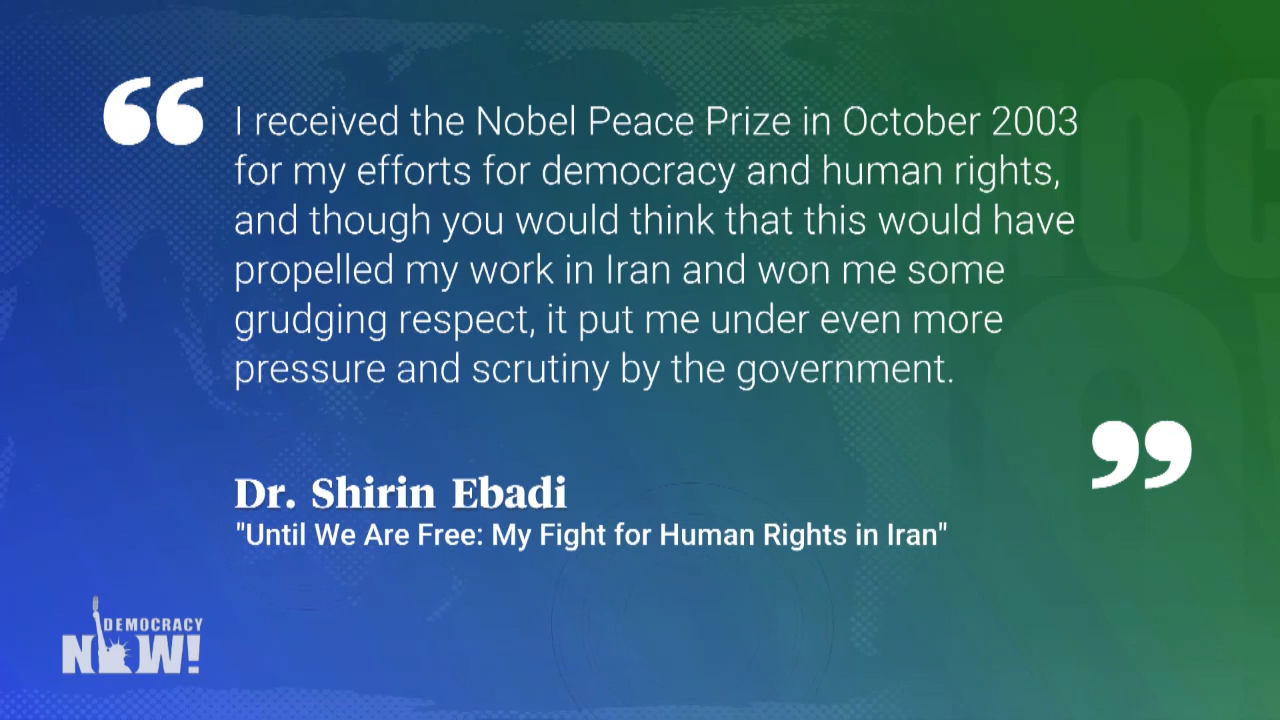 “
I received the Nobel Peace Prize in October 2003
for my efforts for democracy and human rights,
and though you would think that this would have
propelled my work in Iran and won me some
grudging respect, it put me under even more
pressure and scrutiny by the government.
”
Dr. Shirin Ebadi
"Until We Are Free: My Fight for Human Rights in Iran"
DEMOCRACY
NOW!